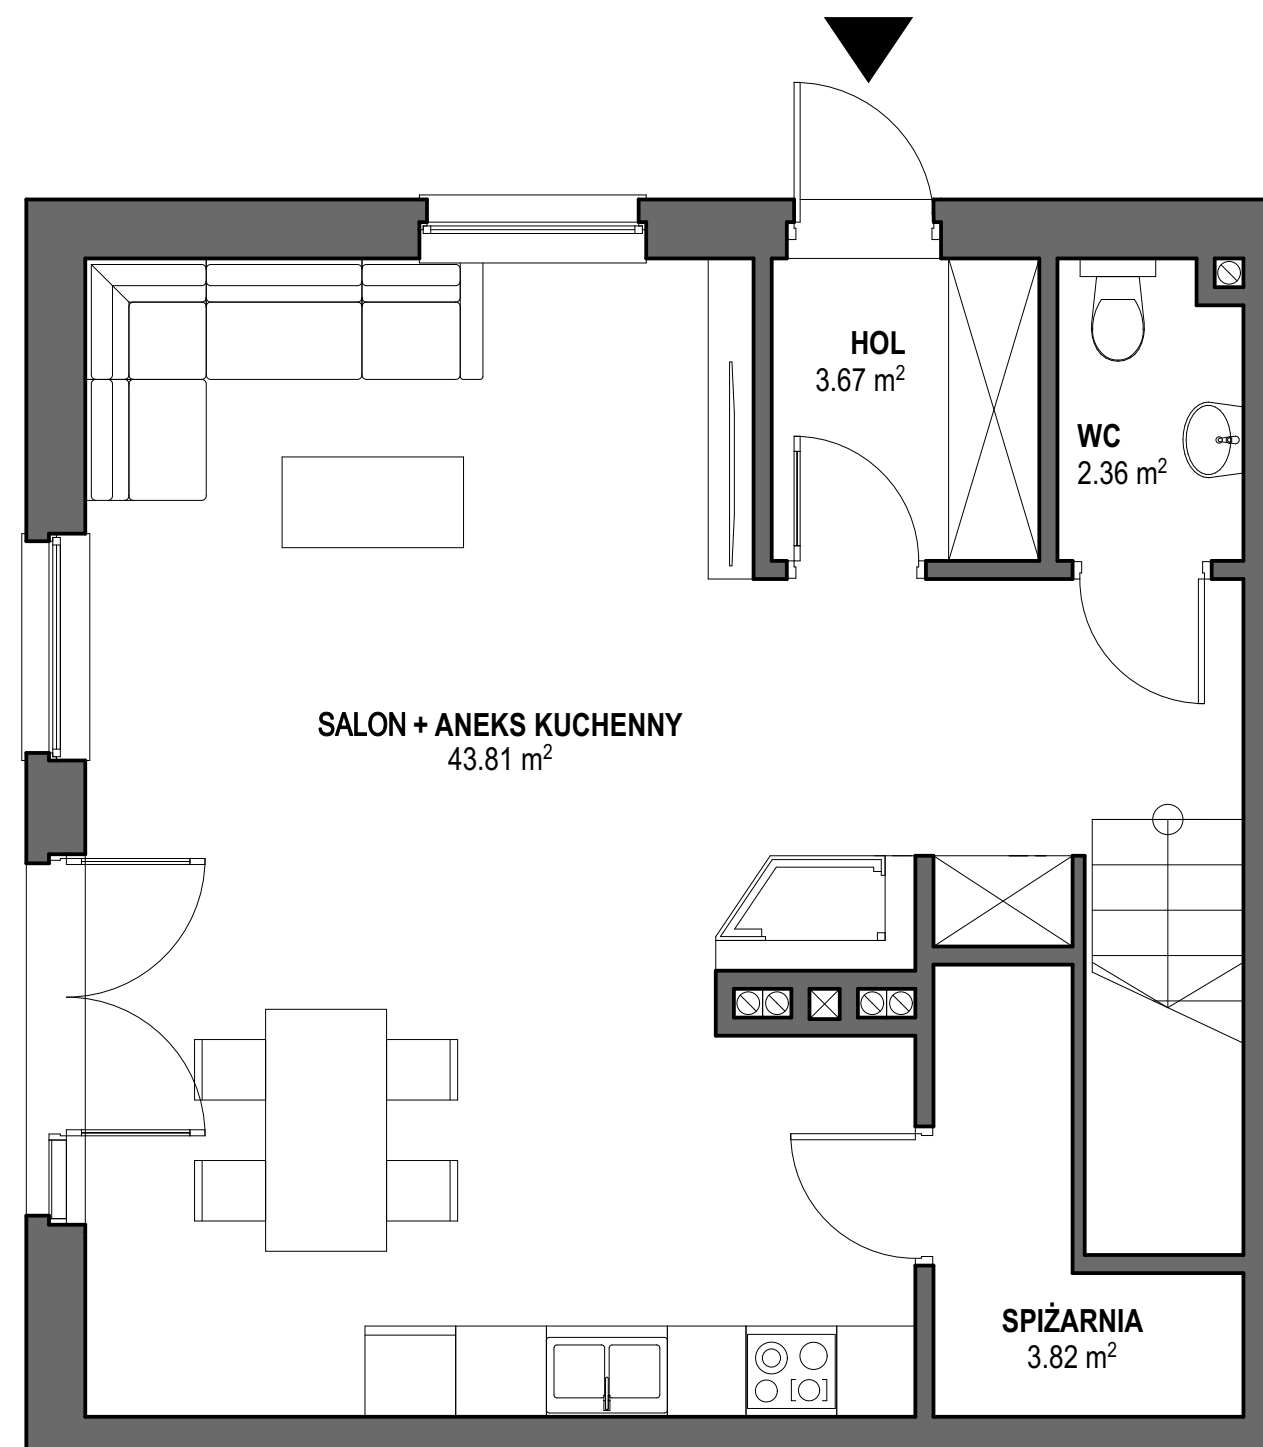 HOL
3.67 m²
WC
2.36 m²
SALON + ANEKS KUCHENNY
43.81 m²
SPIŻARNIA
3.82 m²